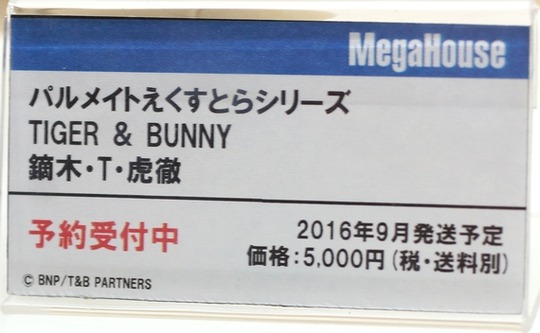 MegaHouse
パルメイトえくすとらシリーズ
TIGER & BUNNY
鏑木・T・虎徹
予約受付中
2016年9月発送予定
価格：5,000円（税・送料別）
© BNP/T&B PARTNERS